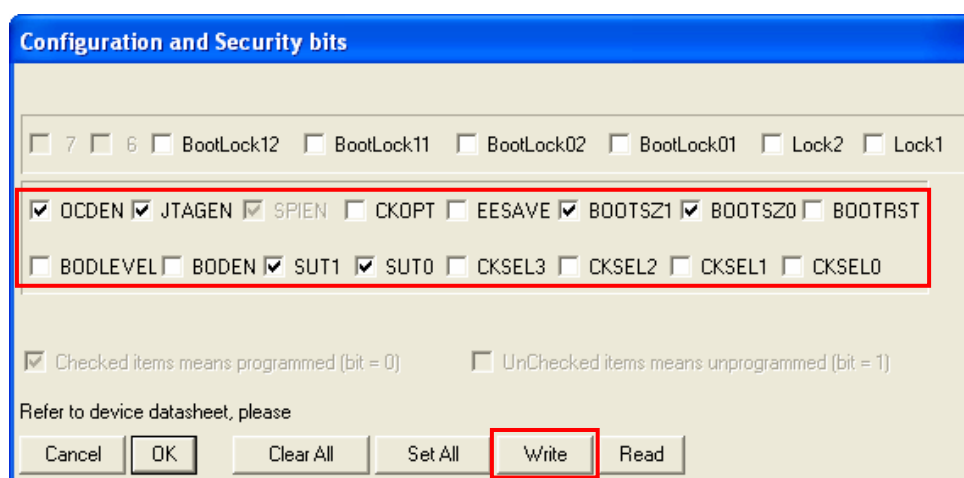 Configuration and Security bits
7 6 BootLock12 BootLock11 BootLock02 BootLock01 Lock2 Lock1
OCDEN JTAGEN SPIEN CKOPT EESAVE BOOTSZ1 BOOTSZ0 BOOTRST
BODLEVEL BODEN SUT1 SUT0 CKSEL3 CKSEL2 CKSEL1 CKSEL0
Checked items means programmed (bit = 0) UnChecked items means unprogrammed (bit = 1)
Refer to device datasheet, please
Cancel OK Clear All Set All Write Read